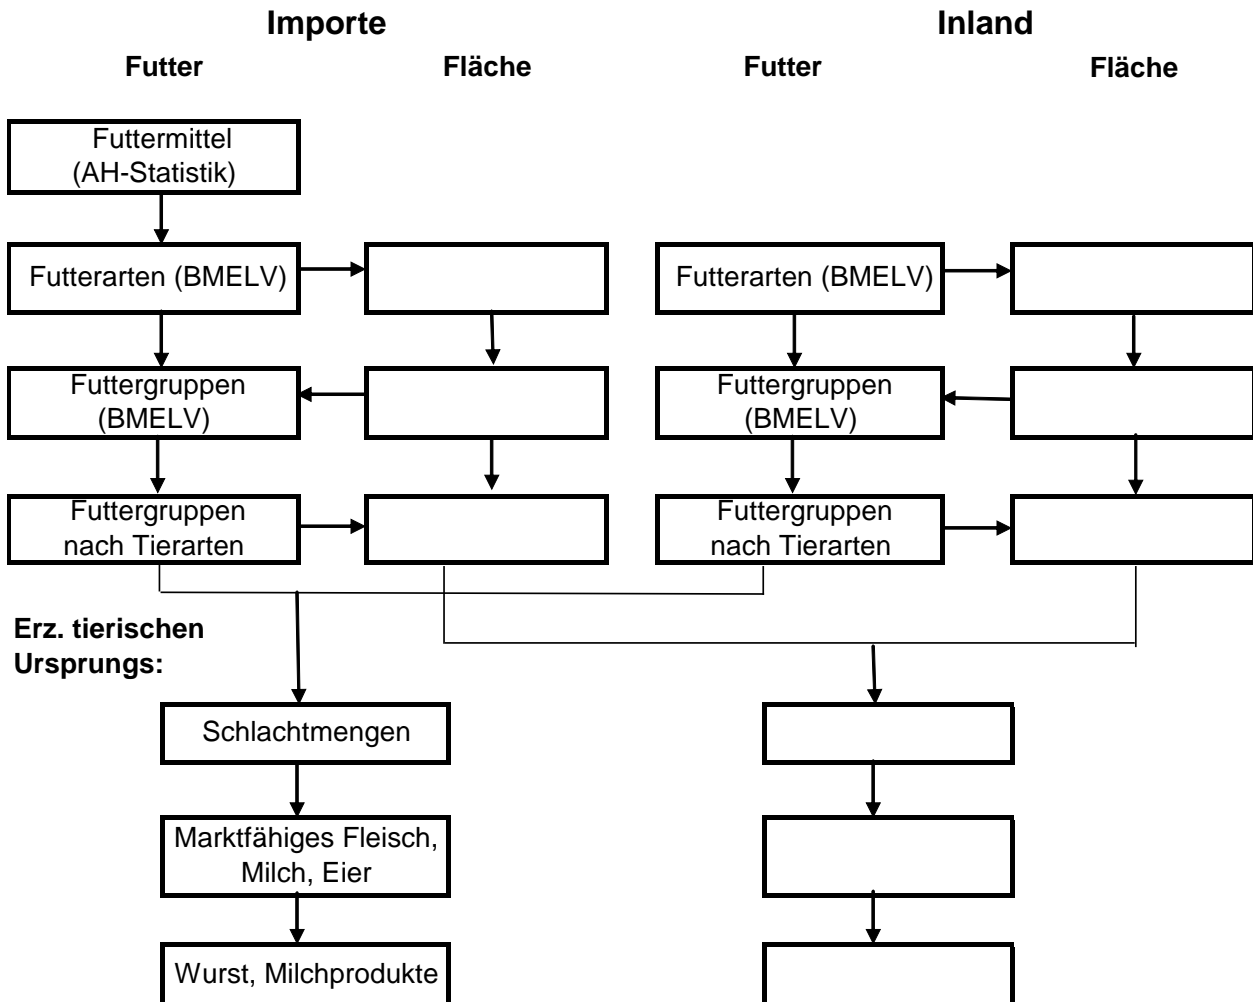 Importe Inland
Futter Fläche Futter Fläche
Futtermittel
(AH-Statistik)
Futterarten (BMELV) Futterarten (BMELV)
Futtergruppen Futtergruppen
(BMELV) (BMELV)
Futtergruppen Futtergruppen
nach Tierarten nach Tierarten
Erz. tierischen
Ursprungs:
Schlachtmengen
Marktfähiges Fleisch,
Milch, Eier
Wurst, Milchprodukte